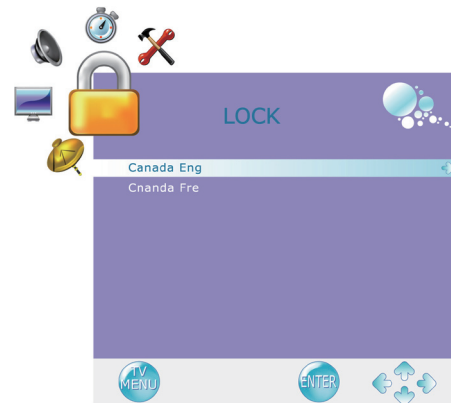 LOCK
Canada Eng
Cnanda Fre
TV
MENU
ENTER